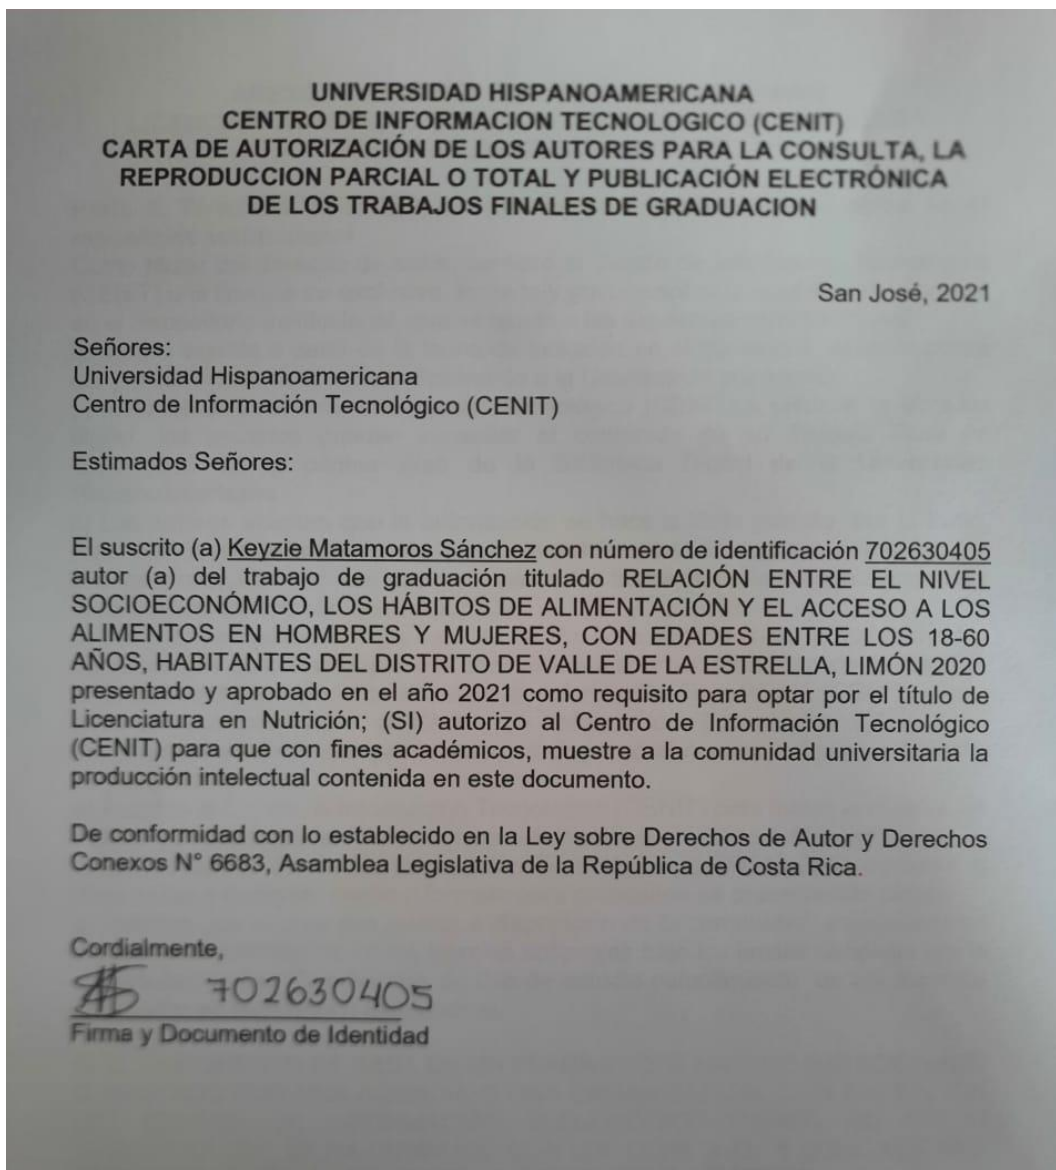 UNIVERSIDAD HISPANOAMERICANA
CENTRO DE INFORMACION TECNOLOGICO (CENIT)
CARTA DE AUTORIZACIÓN DE LOS AUTORES PARA LA CONSULTA, LA
REPRODUCCION PARCIAL O TOTAL Y PUBLICACIÓN ELECTRÓNICA
DE LOS TRABAJOS FINALES DE GRADUACION
San José, 2021
Señores:
Universidad Hispanoamericana
Centro de Información Tecnológico (CENIT)
Estimados Señores:
El suscrito (a) Keyzie Matamoros Sánchez con número de identificación 702630405
autor (a) del trabajo de graduación titulado RELACIÓN ENTRE EL NIVEL
SOCIOECONÓMICO, LOS HÁBITOS DE ALIMENTACIÓN Y EL ACCESO A LOS
ALIMENTOS EN HOMBRES Y MUJERES, CON EDADES ENTRE LOS 18-60
AÑOS, HABITANTES DEL DISTRITO DE VALLE DE LA ESTRELLA, LIMÓN 2020
presentado y aprobado en el año 2021 como requisito para optar por el título de
Licenciatura en Nutrición; (SI) autorizo al Centro de Información Tecnológico
(CENIT) para que con fines académicos, muestre a la comunidad universitaria la
producción intelectual contenida en este documento.
De conformidad con lo establecido en la Ley sobre Derechos de Autor y Derechos
Conexos N° 6683, Asamblea Legislativa de la República de Costa Rica.
Cordialmente,
702630405
Firma y Documento de Identidad